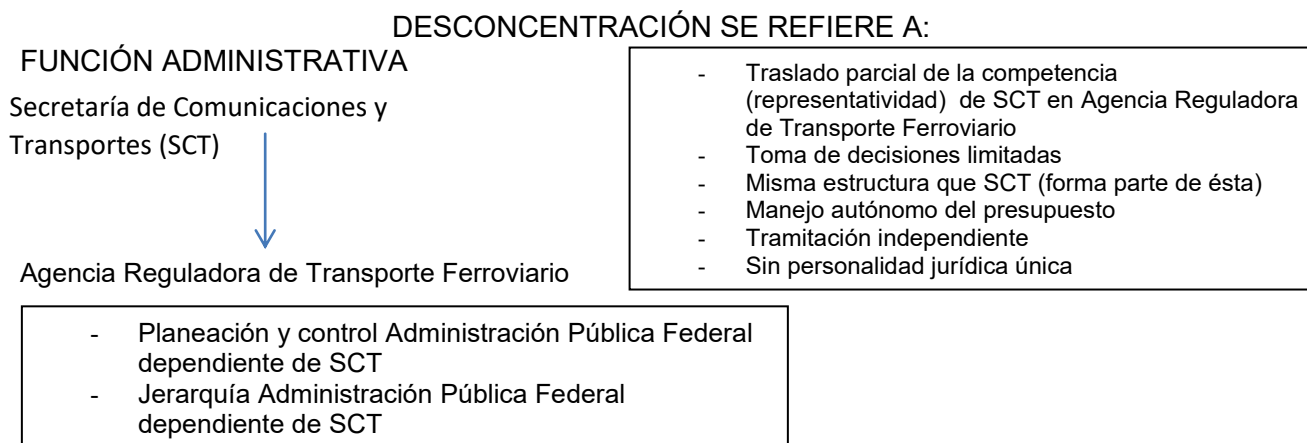 DESCONCENTRACIÓN SE REFIERE A:
FUNCIÓN ADMINISTRATIVA
Secretaría de Comunicaciones y
Transportes (SCT)
Agencia Reguladora de Transporte Ferroviario
- Planeación y control Administración Pública Federal
dependiente de SCT
- Jerarquía Administración Pública Federal
dependiente de SCT
- Traslado parcial de la competencia
(representatividad) de SCT en Agencia Reguladora
de Transporte Ferroviario
- Toma de decisiones limitadas
- Misma estructura que SCT (forma parte de ésta)
- Manejo autónomo del presupuesto
- Tramitación independiente
- Sin personalidad jurídica única